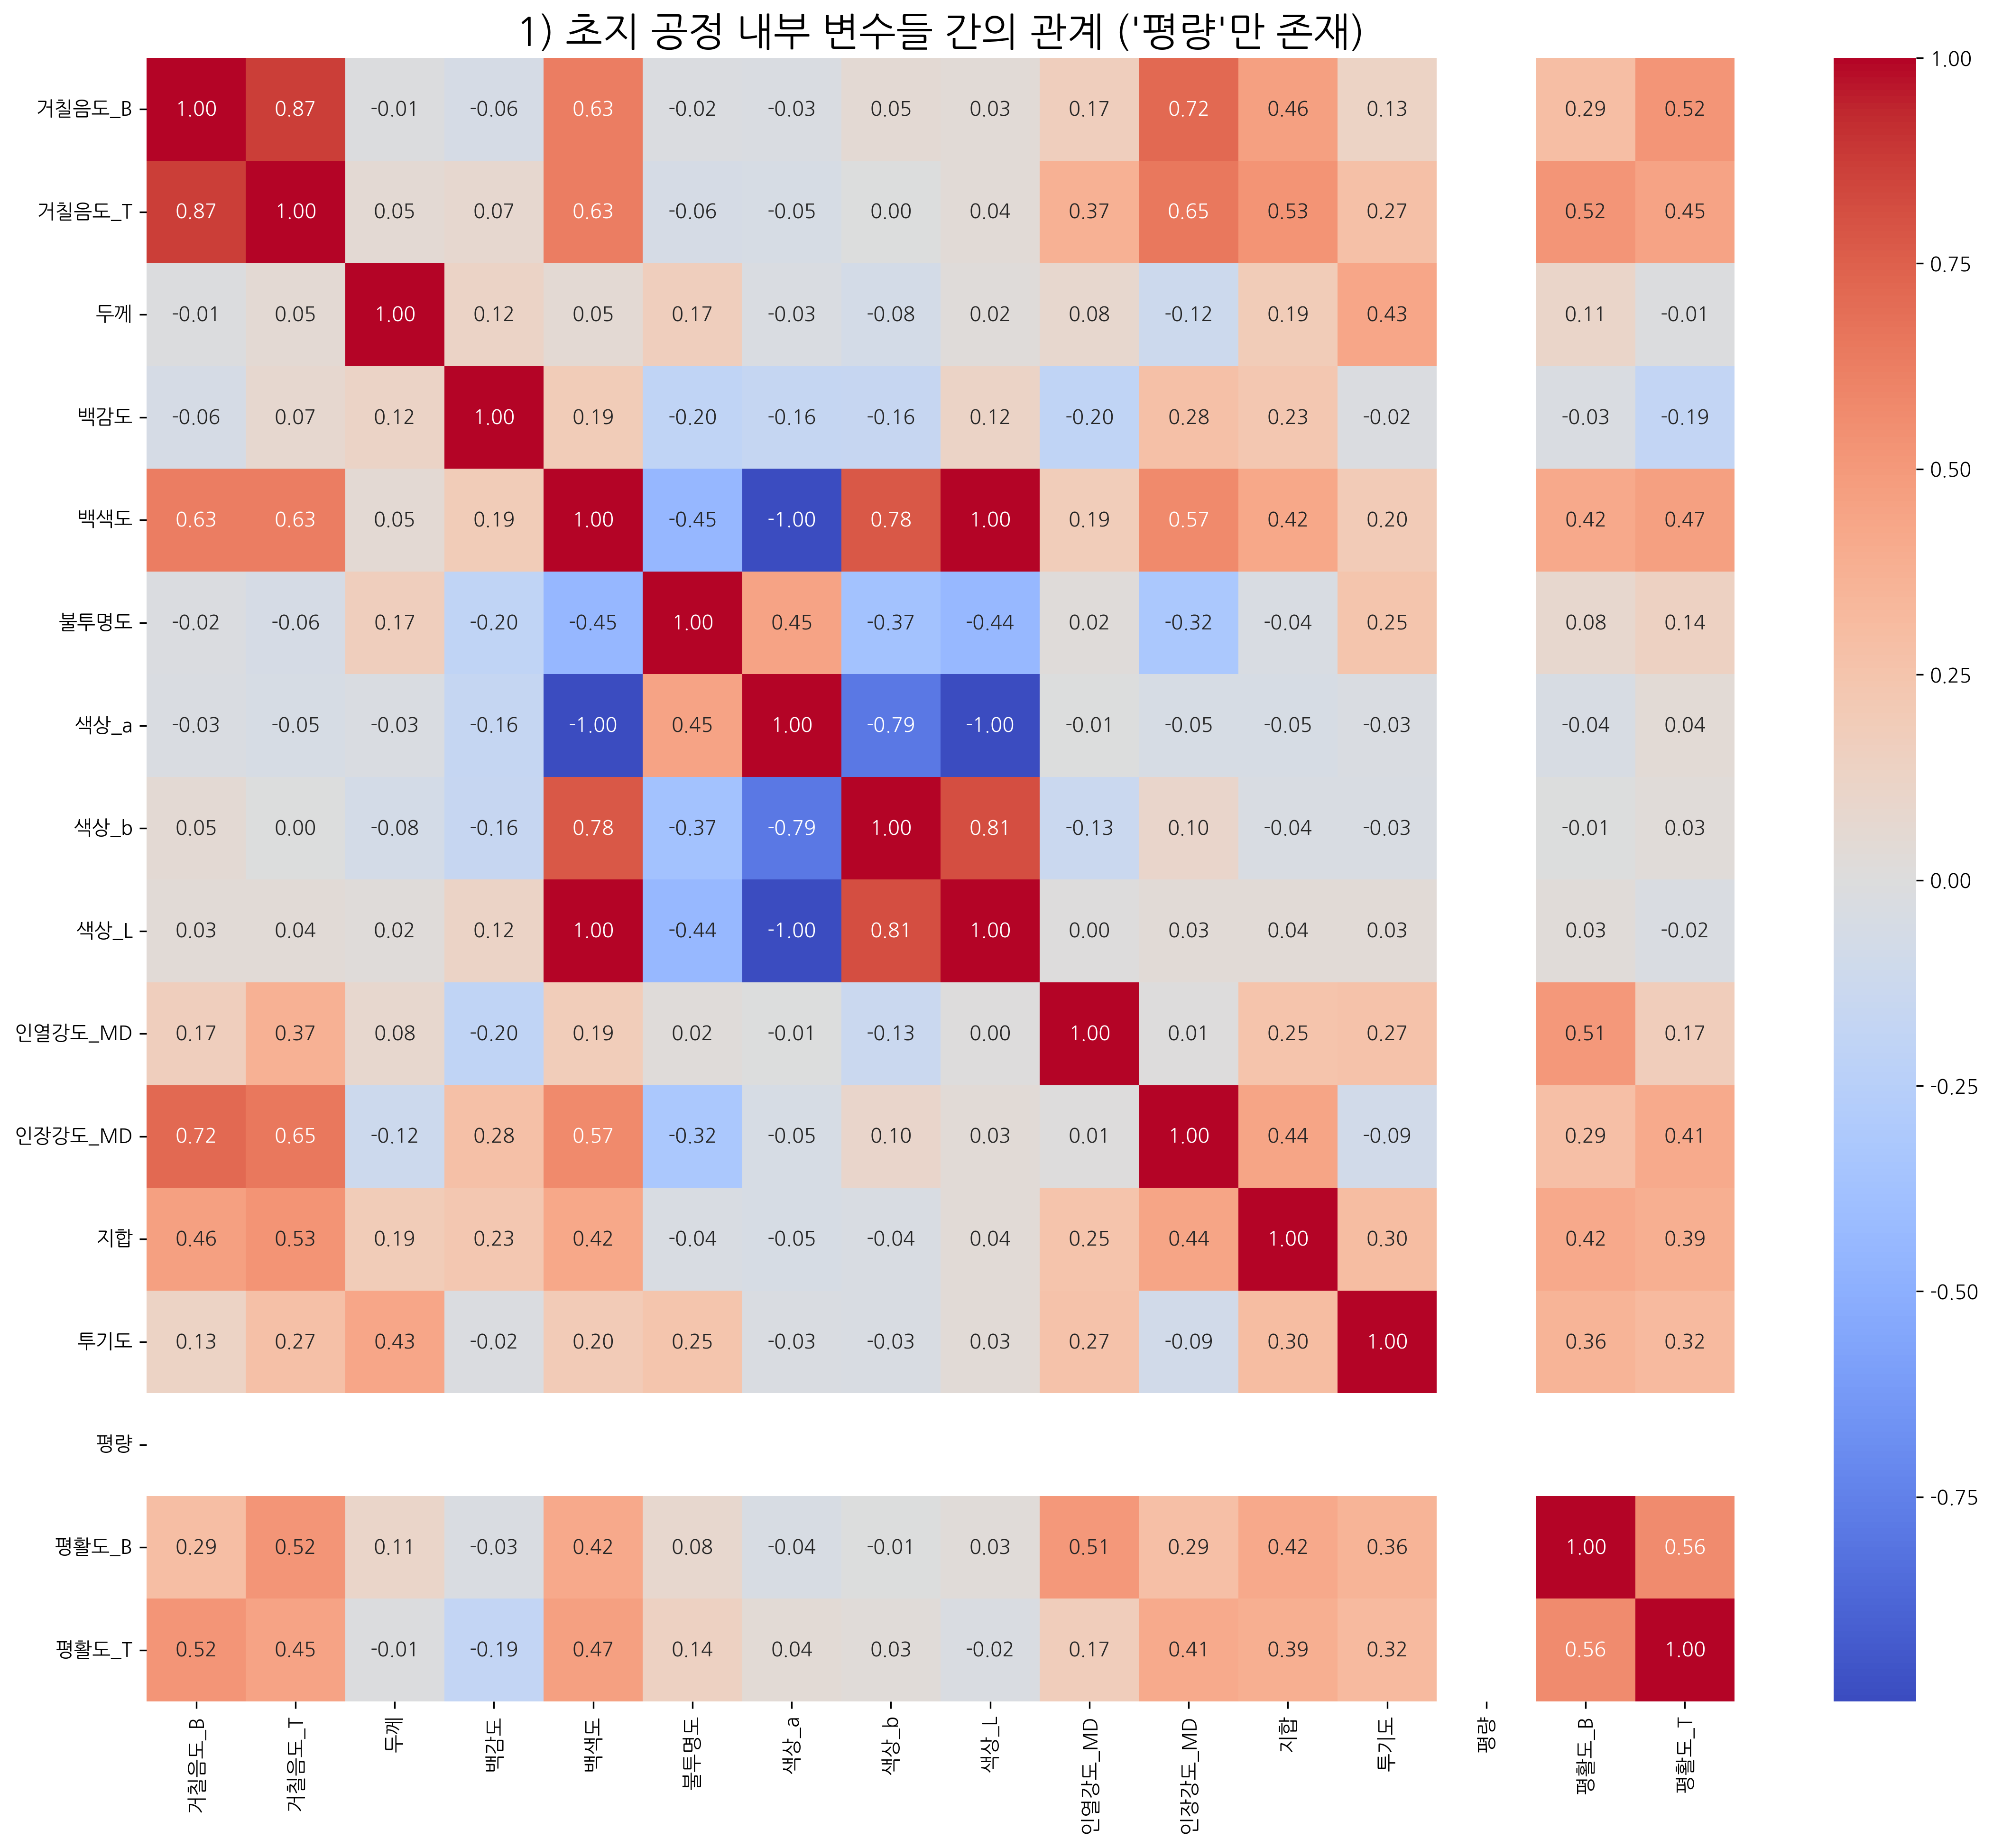 1) 초지 공정 내부 변수들 간의 관계 ('평량'만 존재)
거칠음도_B 1.00 0.87 -0.01 -0.06 0.63 -0.02 -0.03 0.05 0.03 0.17 0.72 0.46 0.13 0.29 0.52
거칠음도_T 0.87 1.00 0.05 0.07 0.63 -0.06 -0.05 0.00 0.04 0.37 0.65 0.53 0.27 0.52 0.45
두께 -0.01 0.05 1.00 0.12 0.05 0.17 -0.03 -0.08 0.02 0.08 -0.12 0.19 0.43 0.11 -0.01
백감도 -0.06 0.07 0.12 1.00 0.19 -0.20 -0.16 -0.16 0.12 -0.20 0.28 0.23 -0.02 -0.03 -0.19
백색도 0.63 0.63 0.05 0.19 1.00 -0.45 -1.00 0.78 1.00 0.19 0.57 0.42 0.20 0.42 0.47
불투명도 -0.02 -0.06 0.17 -0.20 -0.45 1.00 0.45 -0.37 -0.44 0.02 -0.32 -0.04 0.25 0.08 0.14
색상_a -0.03 -0.05 -0.03 -0.16 -1.00 0.45 1.00 -0.79 -1.00 -0.01 -0.05 -0.05 -0.03 -0.04 0.04
색상_b 0.05 0.00 -0.08 -0.16 0.78 -0.37 -0.79 1.00 0.81 -0.13 0.10 -0.04 -0.03 -0.01 0.03
색상_L 0.03 0.04 0.02 0.12 1.00 -0.44 -1.00 0.81 1.00 0.00 0.03 0.04 0.03 0.03 -0.02
인열강도_MD 0.17 0.37 0.08 -0.20 0.19 0.02 -0.01 -0.13 0.00 1.00 0.01 0.25 0.27 0.51 0.17
인장강도_MD 0.72 0.65 -0.12 0.28 0.57 -0.32 -0.05 0.10 0.03 0.01 1.00 0.44 -0.09 0.29 0.41
지합 0.46 0.53 0.19 0.23 0.42 -0.04 -0.05 -0.04 0.04 0.25 0.44 1.00 0.30 0.42 0.39
투기도 0.13 0.27 0.43 -0.02 0.20 0.25 -0.03 -0.03 0.03 0.27 -0.09 0.30 1.00 0.36 0.32
평량
평활도_B 0.29 0.52 0.11 -0.03 0.42 0.08 -0.04 -0.01 0.03 0.51 0.29 0.42 0.36 1.00 0.56
평활도_T 0.52 0.45 -0.01 -0.19 0.47 0.14 0.04 0.03 -0.02 0.17 0.41 0.39 0.32 0.56 1.00
거칠음도_B 거칠음도_T 두께 백감도 백색도 불투명도 색상_a 색상_b 색상_L 인열강도_MD 인장강도_MD 지합 투기도 평량 평활도_B 평활도_T
1.00
0.75
0.50
0.25
0.00
-0.25
-0.50
-0.75